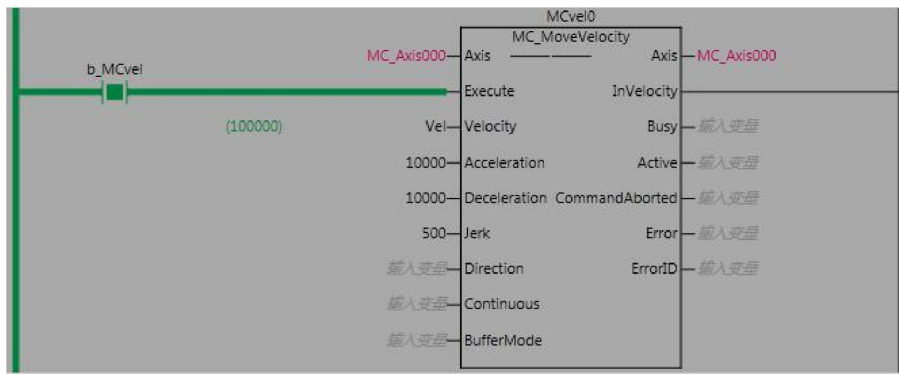 MCvel0
MC_MoveVelocity
MC_Axis000 Axis Axis MC_Axis000
b_MCvel
Execute InVelocity
(100000) Vel Velocity Busy 输入变量
10000 Acceleration Active 输入变量
10000 Deceleration CommandAborted 输入变量
500 Jerk Error 输入变量
输入变量 Direction ErrorID 输入变量
输入变量 Continuous
输入变量 BufferMode